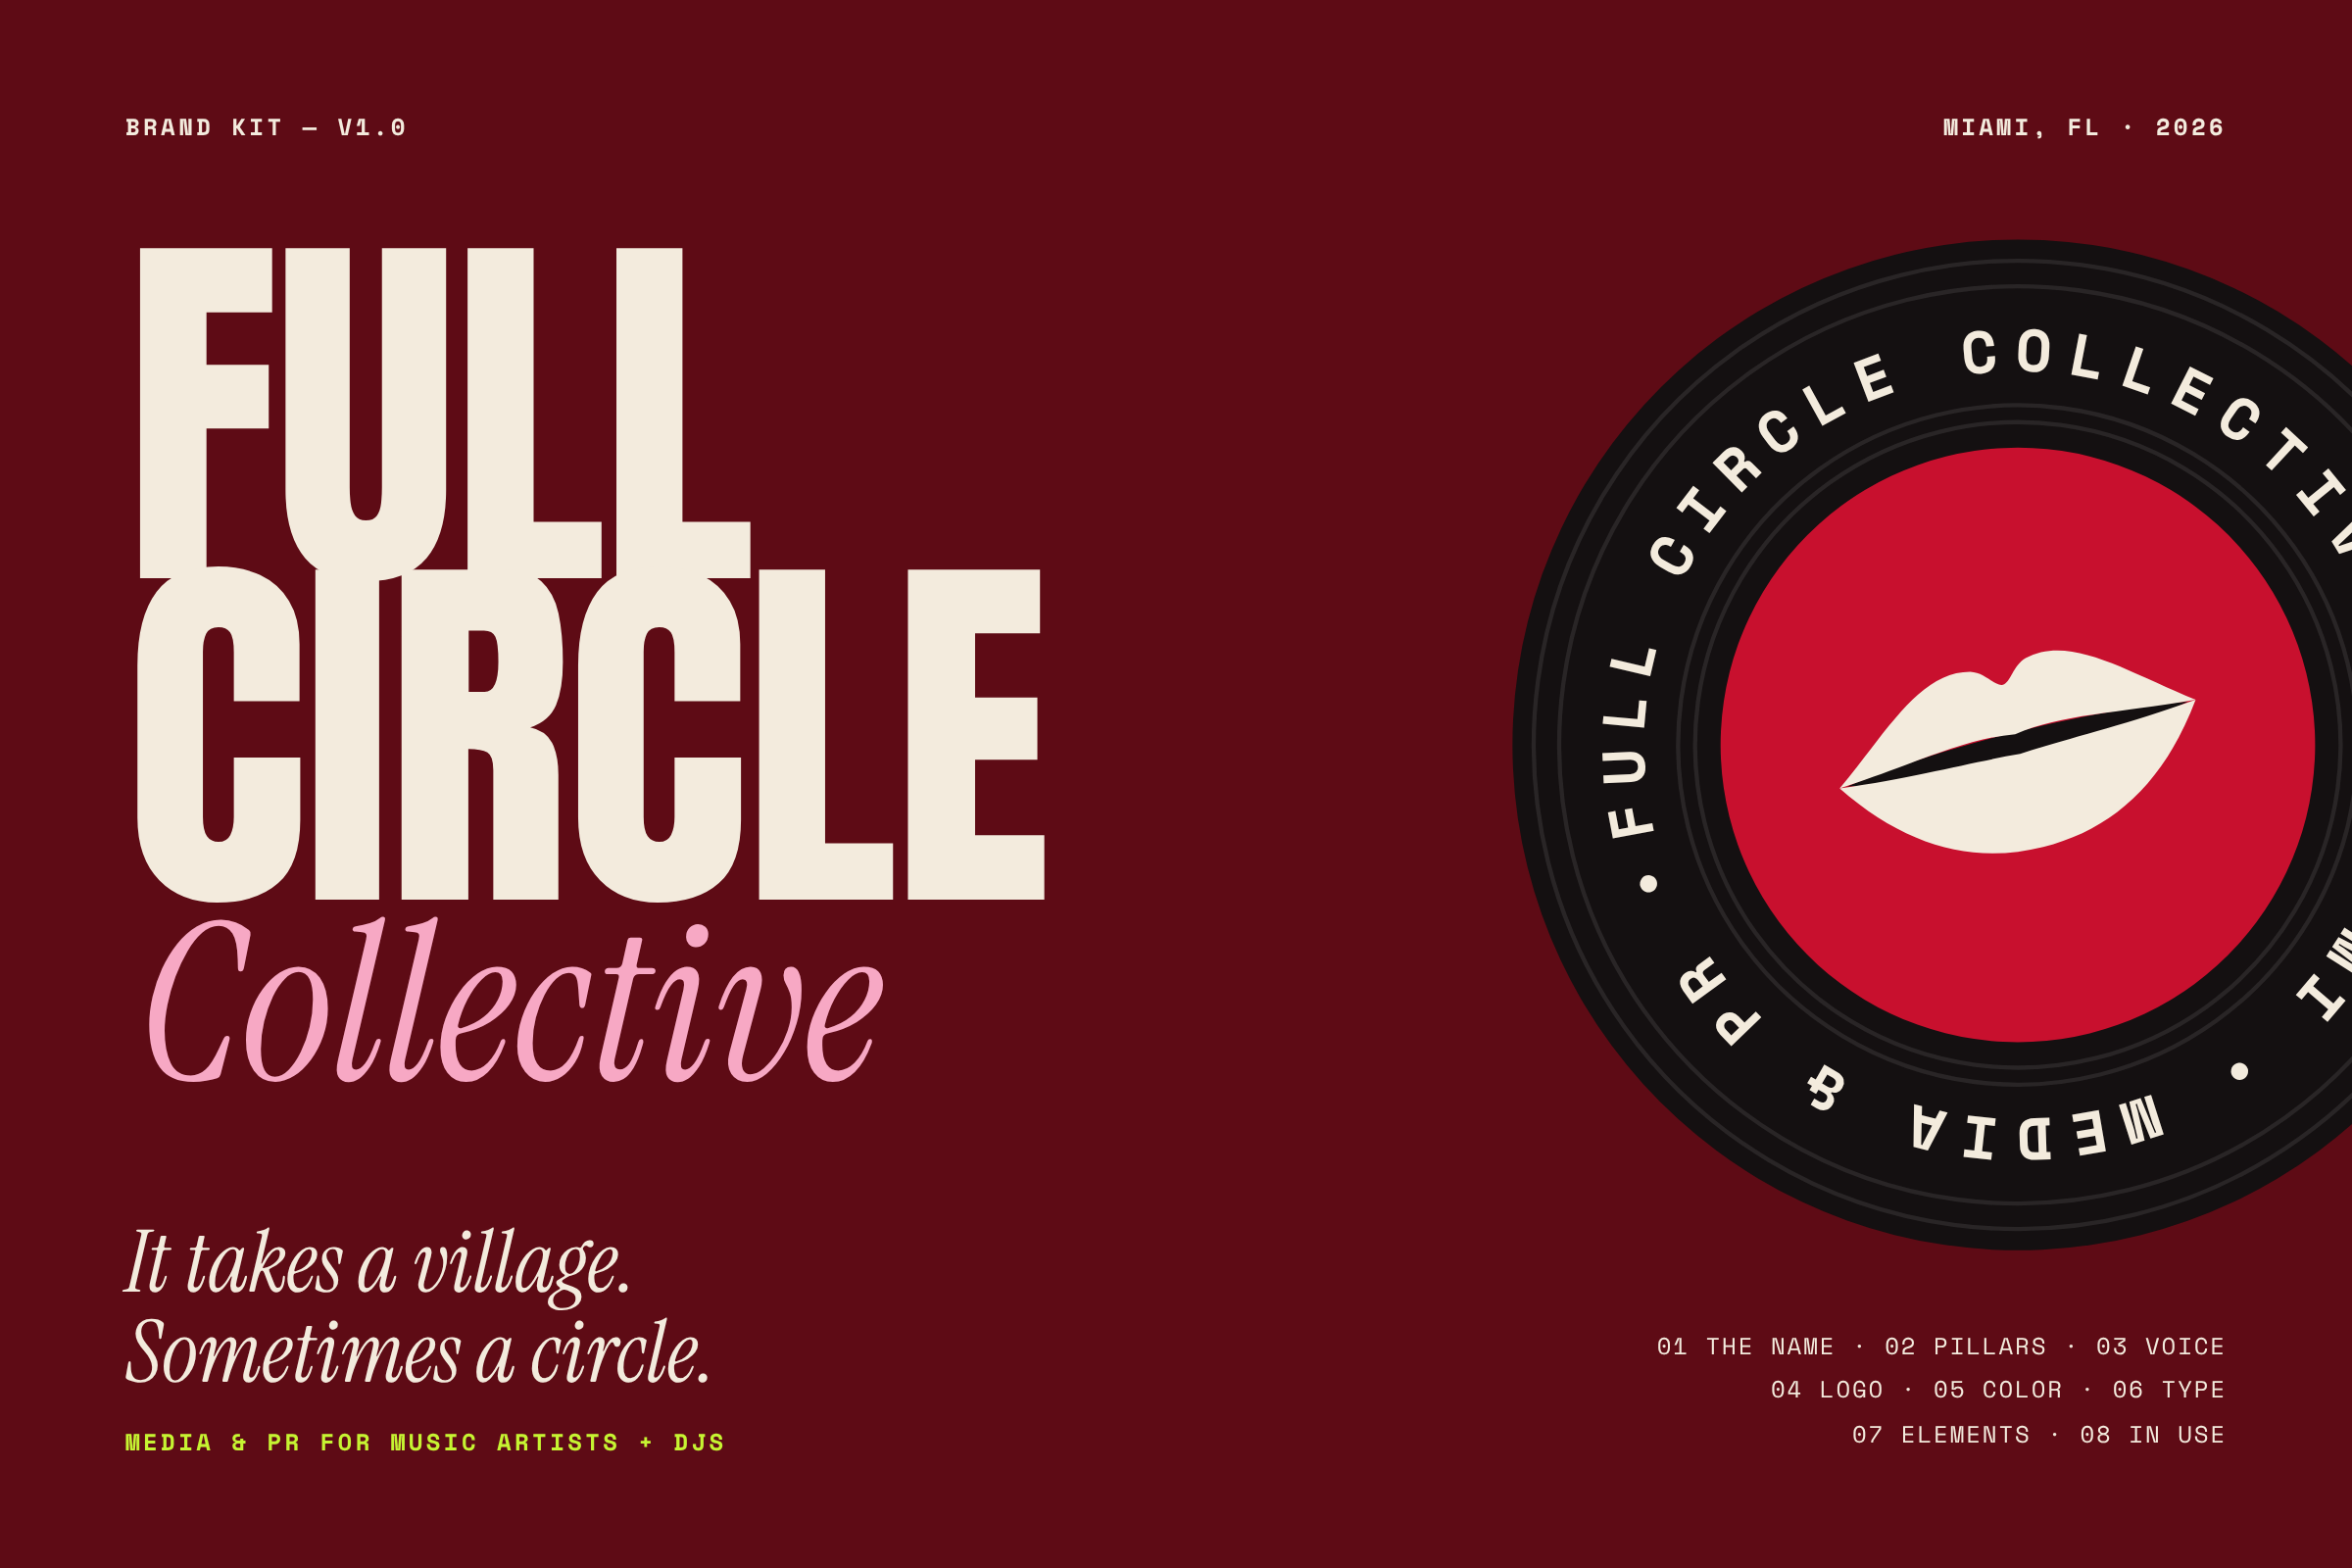 BRAND KIT — V1.0
MIAMI, FL · 2026
FULL
CIRCLE
Collective
FULL CIRCLE COLLECTIV
MI • MEDIA & PR •
It takes a village.
Sometimes a circle.
MEDIA & PR FOR MUSIC ARTISTS + DJS
01 THE NAME · 02 PILLARS · 03 VOICE
04 LOGO · 05 COLOR · 06 TYPE
07 ELEMENTS · 08 IN USE